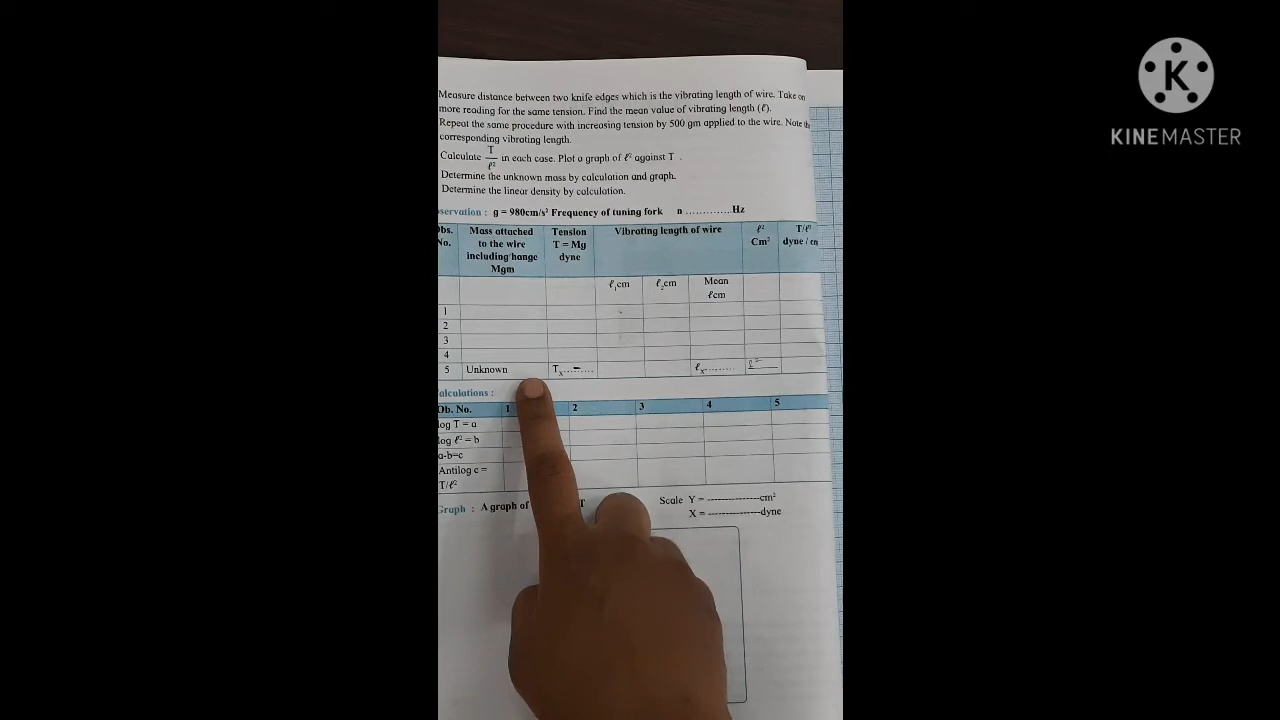 Measure distance between two knife edges which is the vibrating length of wire. Take on
more reading for the same tension. Find the mean value of vibrating length (ℓ).
Repeat the same procedure with increasing tension by 500 gm applied to the wire. Note
corresponding vibrating length.
Calculate T/ℓ² in each case. Plot a graph of ℓ² against T .
Determine the unknown mass by calculation and graph.
Determine the linear density by calculation.
servation : g = 980cm/s² Frequency of tuning fork n ..............Hz
Obs. No. Mass attached to the wire including hange Mgm Tension T = Mg dyne Vibrating length of wire ℓ² Cm² T/ℓ² dyne / cm
ℓ₁cm ℓ₂cm Mean ℓcm
1
2
3
4
5 Unknown Tₓ......... ℓₓ......... ℓ²
alculations :
Ob. No. 1 2 3 4 5
log T = a
log ℓ² = b
a-b=c
Antilog c =
T/ℓ²
Graph : A graph of T Scale Y = ---------------cm²
X = ---------------dyne
K
KINEMASTER